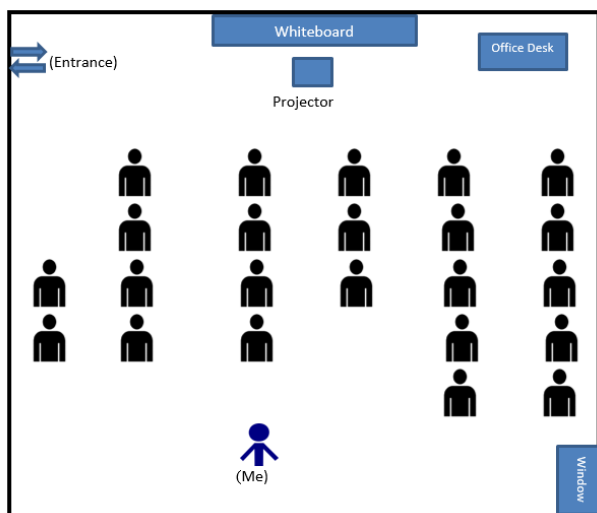 Whiteboard
Office Desk
(Entrance)
Projector
(Me)
Window